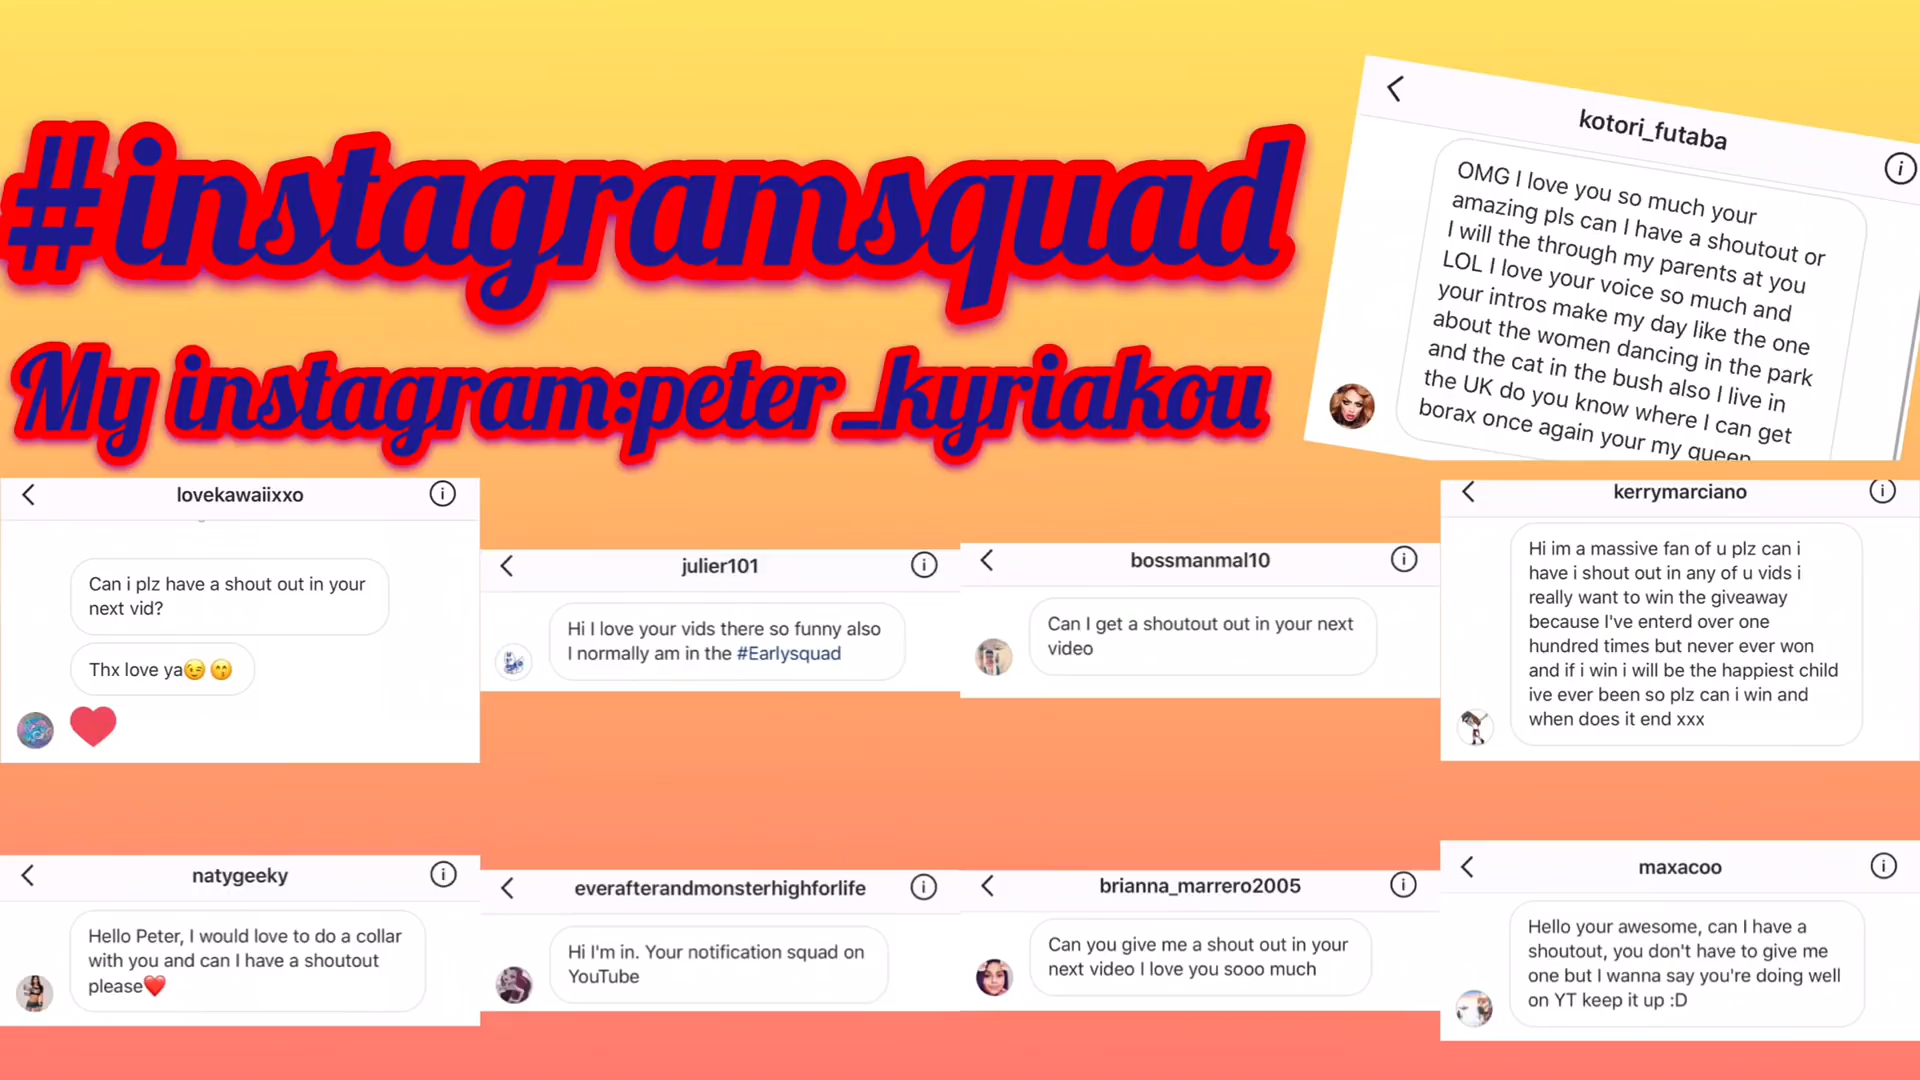 #instagramsquad
My instagram:peter_kyriakou
kotori_futaba
OMG I love you so much your
amazing pls can I have a shoutout or
I will the through my parents at you
LOL I love your voice so much and
your intros make my day like the one
about the women dancing in the park
and the cat in the bush also I live in
the UK do you know where I can get
borax once again your my queen
lovekawaiixxo
Can i plz have a shout out in your
next vid?
Thx love ya😉 😙
❤️
julier101
Hi I love your vids there so funny also
I normally am in the #Earlysquad
bossmanmal10
Can I get a shoutout out in your next
video
kerrymarciano
Hi im a massive fan of u plz can i
have i shout out in any of u vids i
really want to win the giveaway
because I've enterd over one
hundred times but never ever won
and if i win i will be the happiest child
ive ever been so plz can i win and
when does it end xxx
natygeeky
Hello Peter, I would love to do a collar
with you and can I have a shoutout
please❤️
everafterandmonsterhighforlife
Hi I'm in. Your notification squad on
YouTube
brianna_marrero2005
Can you give me a shout out in your
next video I love you sooo much
maxacoo
Hello your awesome, can I have a
shoutout, you don't have to give me
one but I wanna say you're doing well
on YT keep it up :D